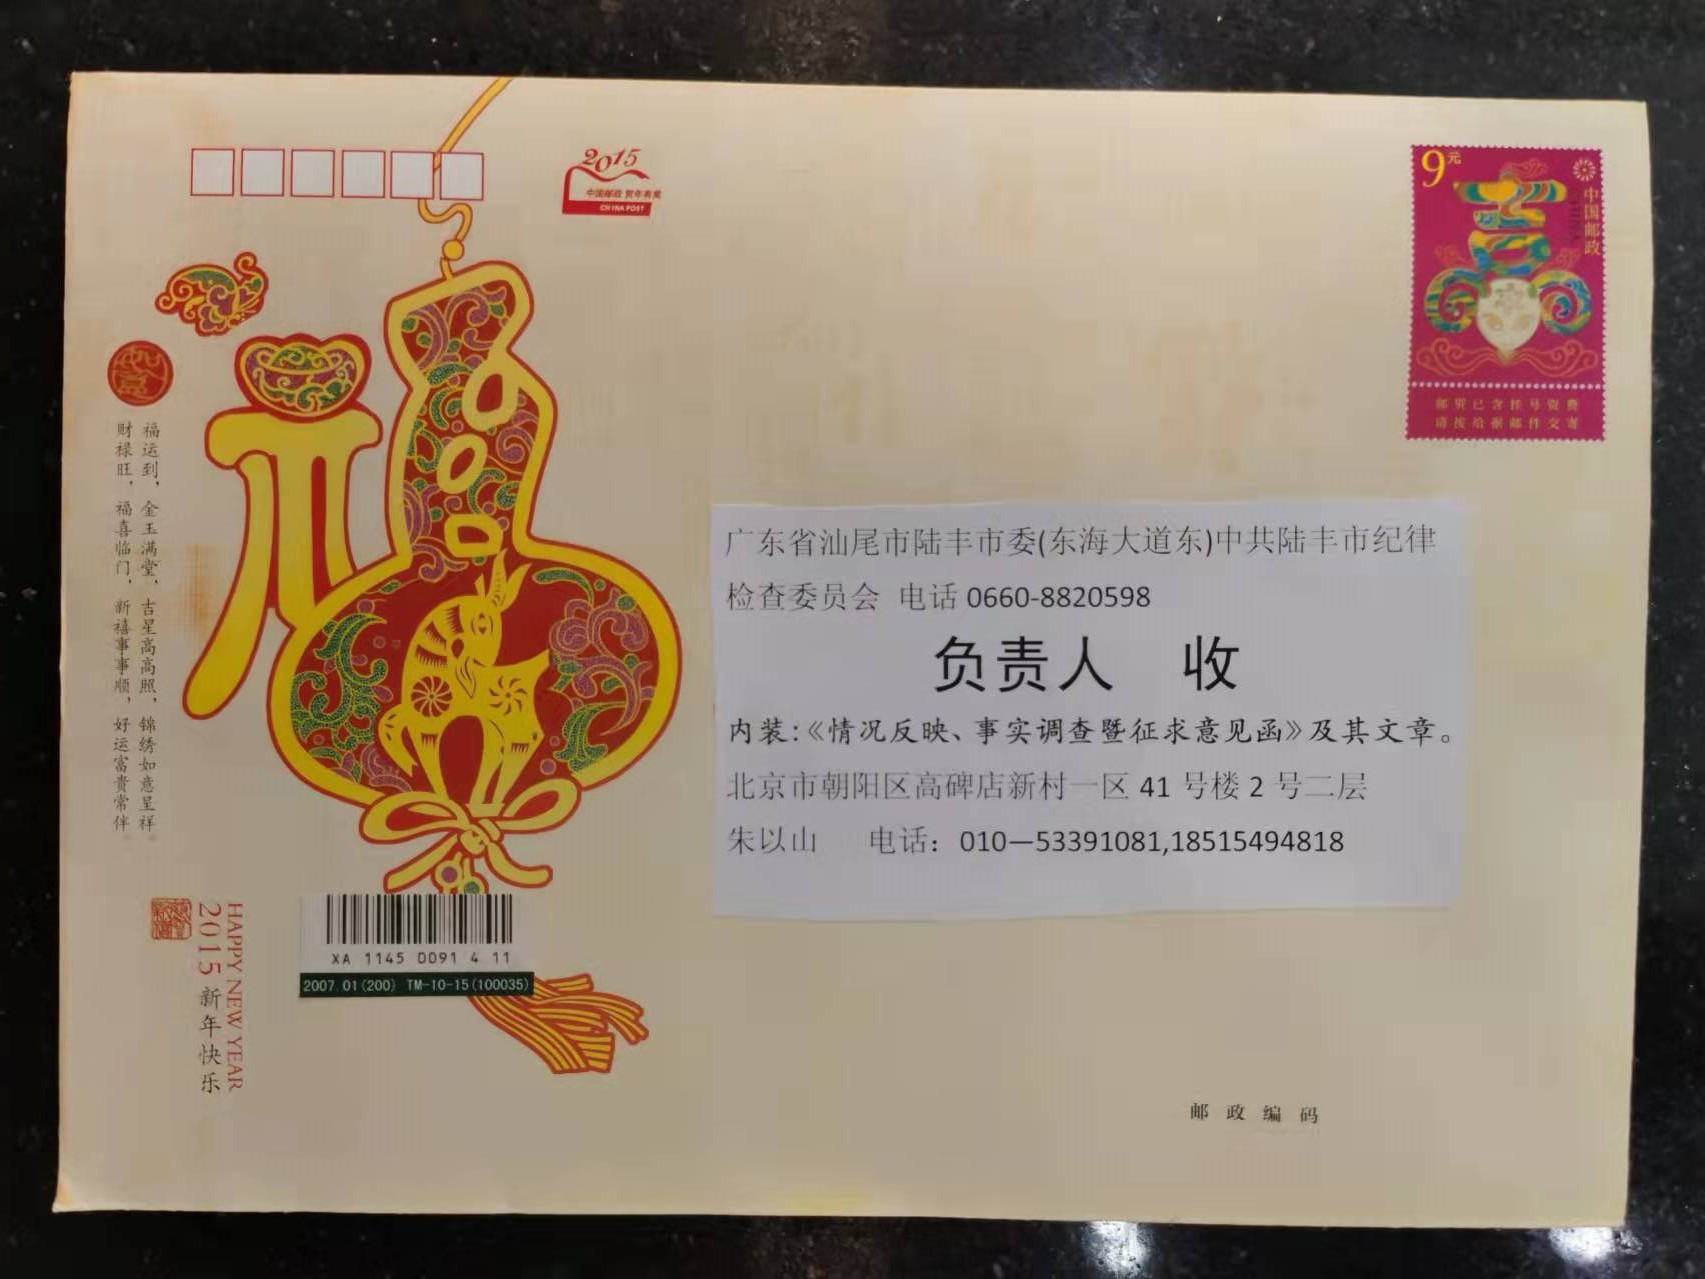 2015
中国邮政 贺年有奖
CHINA POST
9元
中国邮政
邮资已含挂号资费
请按给据邮件交寄
福运到，金玉满堂，吉星高高照，锦绣如意呈祥。
财禄旺，福喜临门，新禧事事顺，好运富贵常伴
广东省汕尾市陆丰市委(东海大道东)中共陆丰市纪律
检查委员会 电话 0660-8820598
负责人 收
内装：《情况反映、事实调查暨征求意见函》及其文章。
北京市朝阳区高碑店新村一区 41 号楼 2 号二层
朱以山 电话：010—53391081,18515494818
HAPPY NEW YEAR
2015 新年快乐
XA 1145 0091 4 11
2007.01(200) TM-10-15(100035)
邮政编码